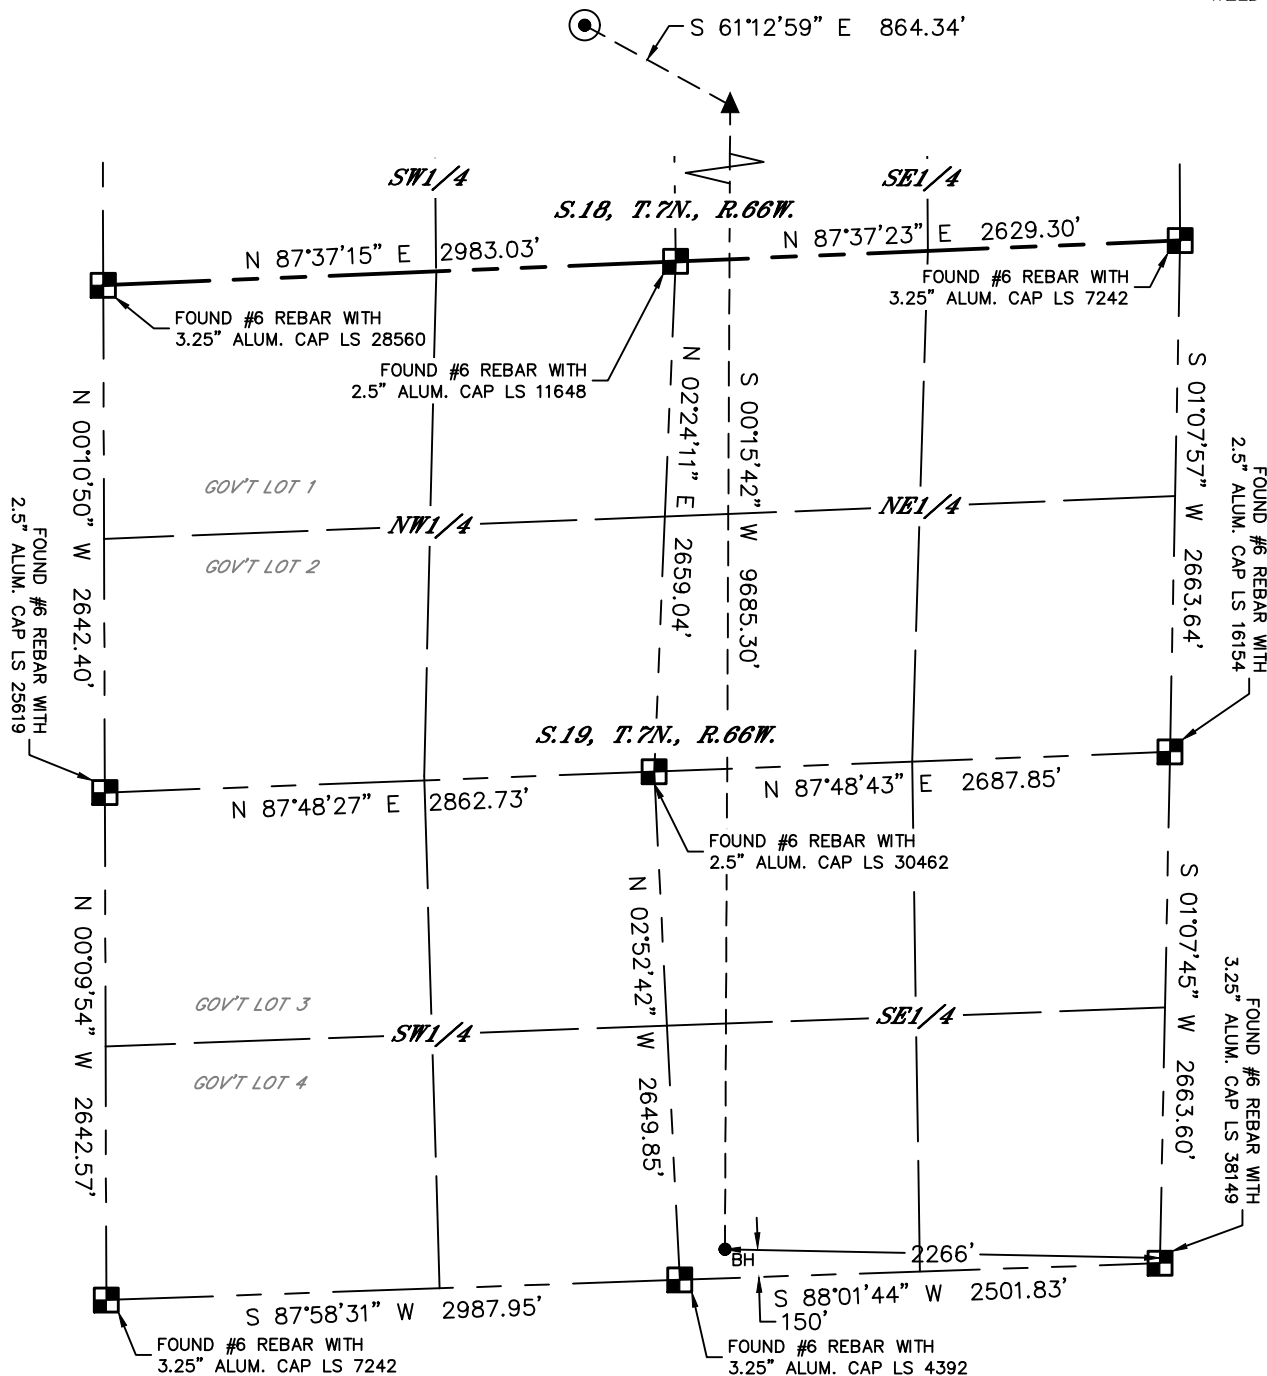 S 61°12'59" E 864.34'
SW1/4
SE1/4
S.18, T.7N., R.66W.
N 87°37'15" E 2983.03'
N 87°37'23" E 2629.30'
FOUND #6 REBAR WITH
3.25" ALUM. CAP LS 7242
FOUND #6 REBAR WITH
3.25" ALUM. CAP LS 28560
FOUND #6 REBAR WITH
2.5" ALUM. CAP LS 11648
N 00°10'50" W 2642.40'
N 02°24'11" E 2659.04'
S 00°15'42" W 9685.30'
S 01°07'57" W 2663.64'
FOUND #6 REBAR WITH
2.5" ALUM. CAP LS 16154
GOV'T LOT 1
NW1/4
NE1/4
GOV'T LOT 2
FOUND #6 REBAR WITH
2.5" ALUM. CAP LS 25619
S.19, T.7N., R.66W.
N 87°48'27" E 2862.73'
N 87°48'43" E 2687.85'
FOUND #6 REBAR WITH
2.5" ALUM. CAP LS 30462
N 00°09'54" W 2642.57'
N 02°52'42" W 2649.85'
S 01°07'45" W 2663.60'
FOUND #6 REBAR WITH
3.25" ALUM. CAP LS 38149
GOV'T LOT 3
SW1/4
SE1/4
GOV'T LOT 4
BH
2266'
S 87°58'31" W 2987.95'
S 88°01'44" W 2501.83'
150'
FOUND #6 REBAR WITH
3.25" ALUM. CAP LS 7242
FOUND #6 REBAR WITH
3.25" ALUM. CAP LS 4392